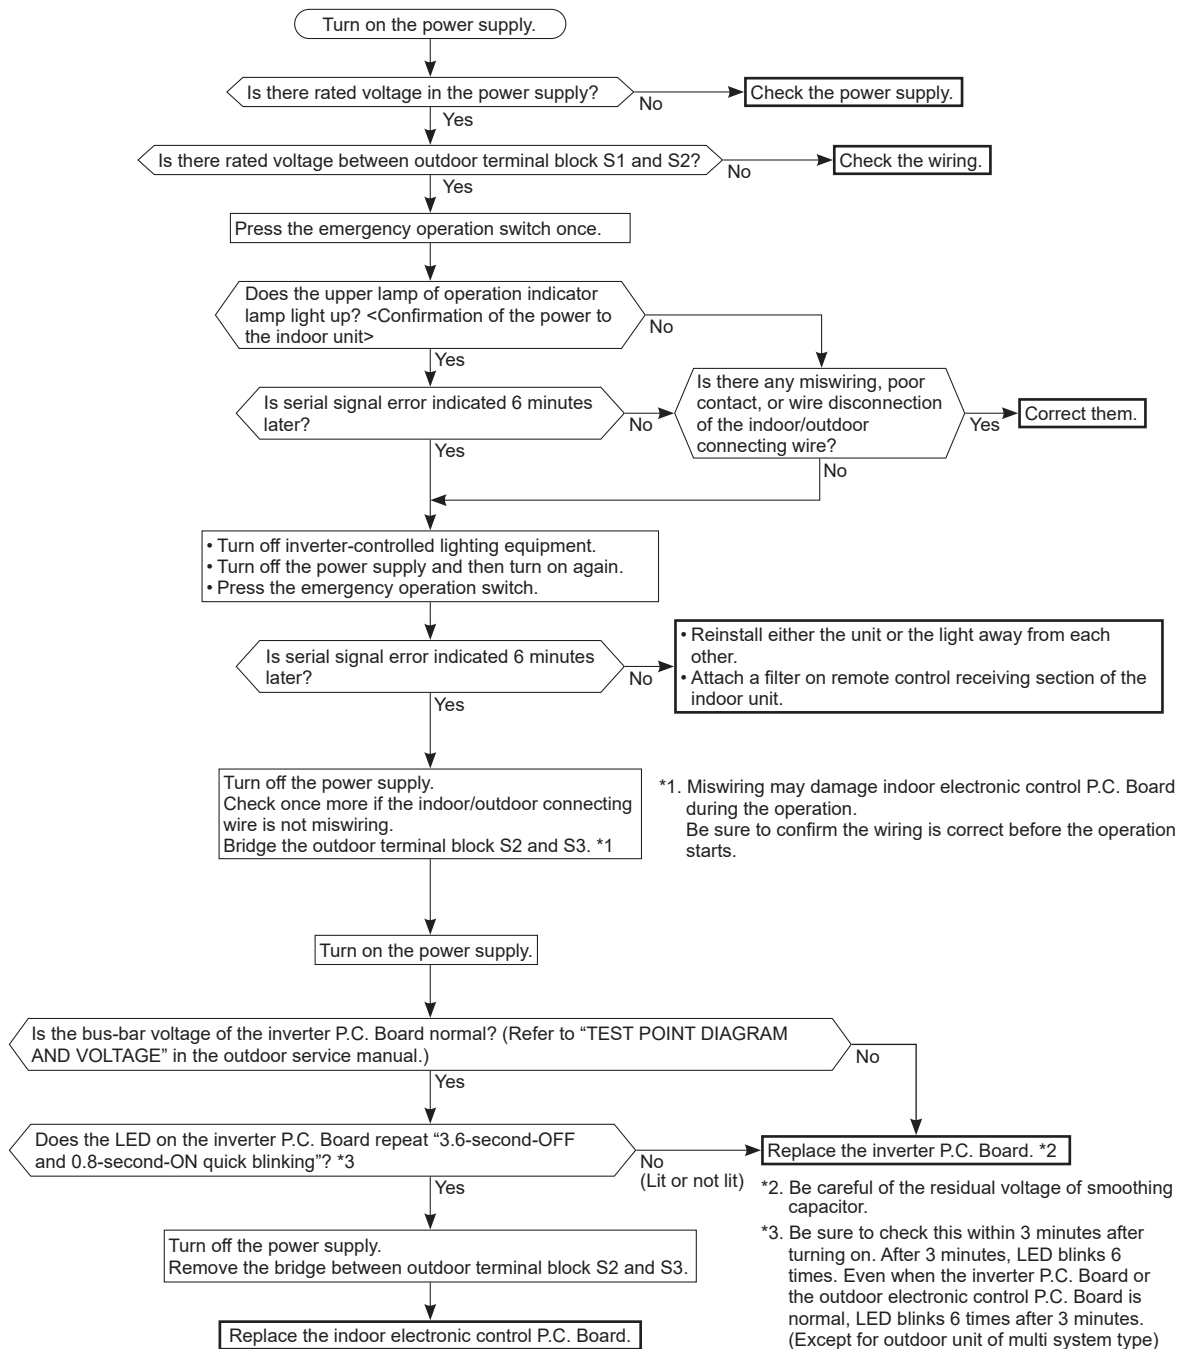 Turn on the power supply.
Is there rated voltage in the power supply?
No
Check the power supply.
Yes
Is there rated voltage between outdoor terminal block S1 and S2?
No
Check the wiring.
Yes
Press the emergency operation switch once.
Does the upper lamp of operation indicator
lamp light up? <Confirmation of the power to
the indoor unit>
No
Yes
Is serial signal error indicated 6 minutes
later?
No
Is there any miswiring, poor
contact, or wire disconnection
of the indoor/outdoor
connecting wire?
Yes
Correct them.
Yes
No
• Turn off inverter-controlled lighting equipment.
• Turn off the power supply and then turn on again.
• Press the emergency operation switch.
Is serial signal error indicated 6 minutes
later?
No
• Reinstall either the unit or the light away from each
other.
• Attach a filter on remote control receiving section of the
indoor unit.
Yes
Turn off the power supply.
Check once more if the indoor/outdoor connecting
wire is not miswiring.
Bridge the outdoor terminal block S2 and S3. *1
*1. Miswiring may damage indoor electronic control P.C. Board
during the operation.
Be sure to confirm the wiring is correct before the operation
starts.
Turn on the power supply.
Is the bus-bar voltage of the inverter P.C. Board normal? (Refer to “TEST POINT DIAGRAM
AND VOLTAGE” in the outdoor service manual.)
No
Yes
Does the LED on the inverter P.C. Board repeat “3.6-second-OFF
and 0.8-second-ON quick blinking”? *3
No
(Lit or not lit)
Replace the inverter P.C. Board. *2
Yes
*2. Be careful of the residual voltage of smoothing
capacitor.
*3. Be sure to check this within 3 minutes after
turning on. After 3 minutes, LED blinks 6
times. Even when the inverter P.C. Board or
the outdoor electronic control P.C. Board is
normal, LED blinks 6 times after 3 minutes.
(Except for outdoor unit of multi system type)
Turn off the power supply.
Remove the bridge between outdoor terminal block S2 and S3.
Replace the indoor electronic control P.C. Board.